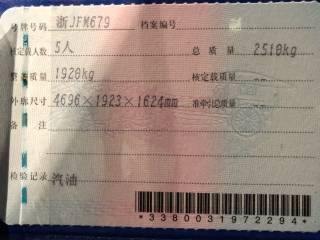 号牌号码 浙JFM679 档案编号
核定载人数 5人 总质量 2518kg
整备质量 1928kg 核定载质量
外廓尺寸 4696×1923×1624mm 准牵引总质量
备注
检验记录 汽油
*3380031972294*